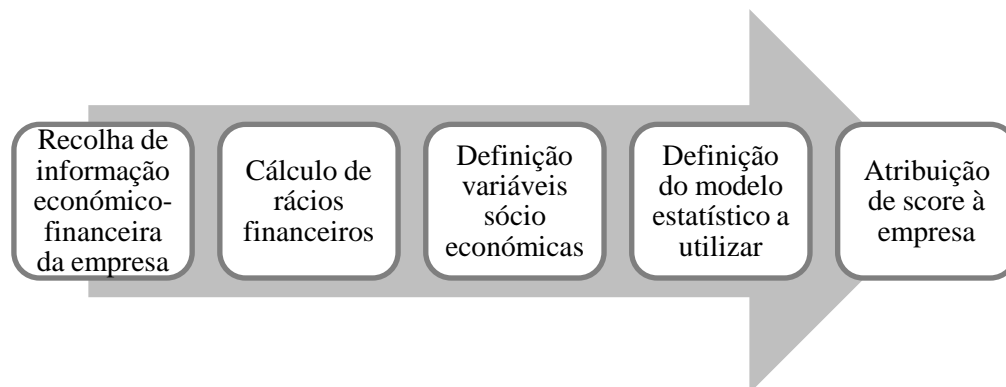 Recolha de
informação
económico-
financeira
da empresa
Cálculo de
rácios
financeiros
Definição
variáveis
sócio
económicas
Definição
do modelo
estatístico a
utilizar
Atribuição
de score à
empresa